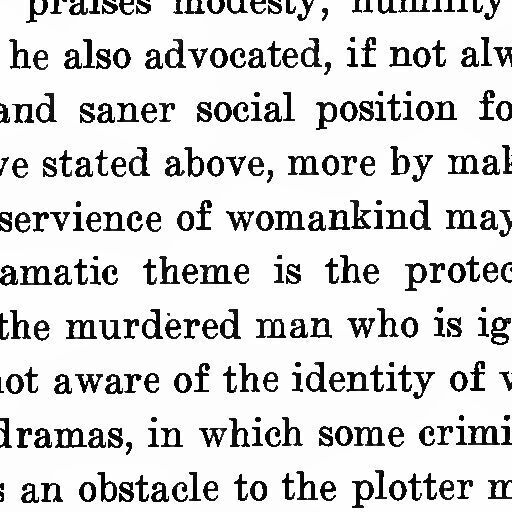 praises modesty, humility
he also advocated, if not alw
and saner social position fo
ve stated above, more by mak
servience of womankind may
amatic theme is the protec
the murdered man who is ig
not aware of the identity of v
dramas, in which some crimi
s an obstacle to the plotter m